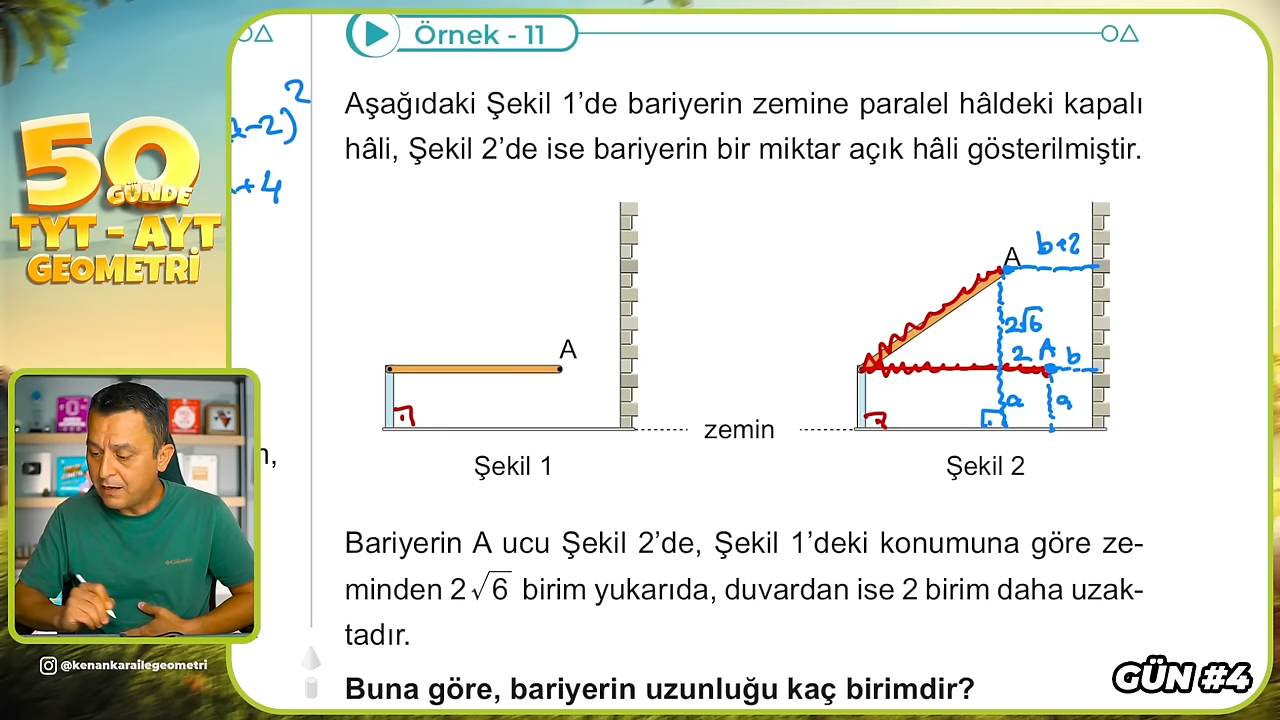 Örnek - 11
2
-2)
+4
Aşağıdaki Şekil 1’de bariyerin zemine paralel hâldeki kapalı
hâli, Şekil 2’de ise bariyerin bir miktar açık hâli gösterilmiştir.
50
GÜNDE
TYT - AYT
GEOMETRİ
A
A
b+2
2√6
2 A b
a
a
zemin
Şekil 1
Şekil 2
n,
Bariyerin A ucu Şekil 2’de, Şekil 1’deki konumuna göre ze-
minden 2√6 birim yukarıda, duvardan ise 2 birim daha uzak-
tadır.
Buna göre, bariyerin uzunluğu kaç birimdir?
@kenankarailegeometri
GÜN #4